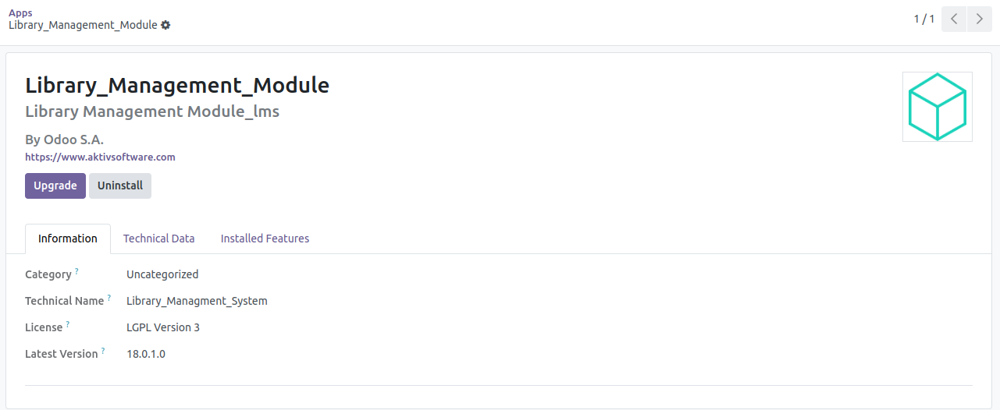 Apps
Library_Management_Module
1 / 1
Library_Management_Module
Library Management Module_lms
By Odoo S.A.
https://www.aktivsoftware.com
Upgrade Uninstall
Information Technical Data Installed Features
Category ? Uncategorized
Technical Name ? Library_Managment_System
License ? LGPL Version 3
Latest Version ? 18.0.1.0